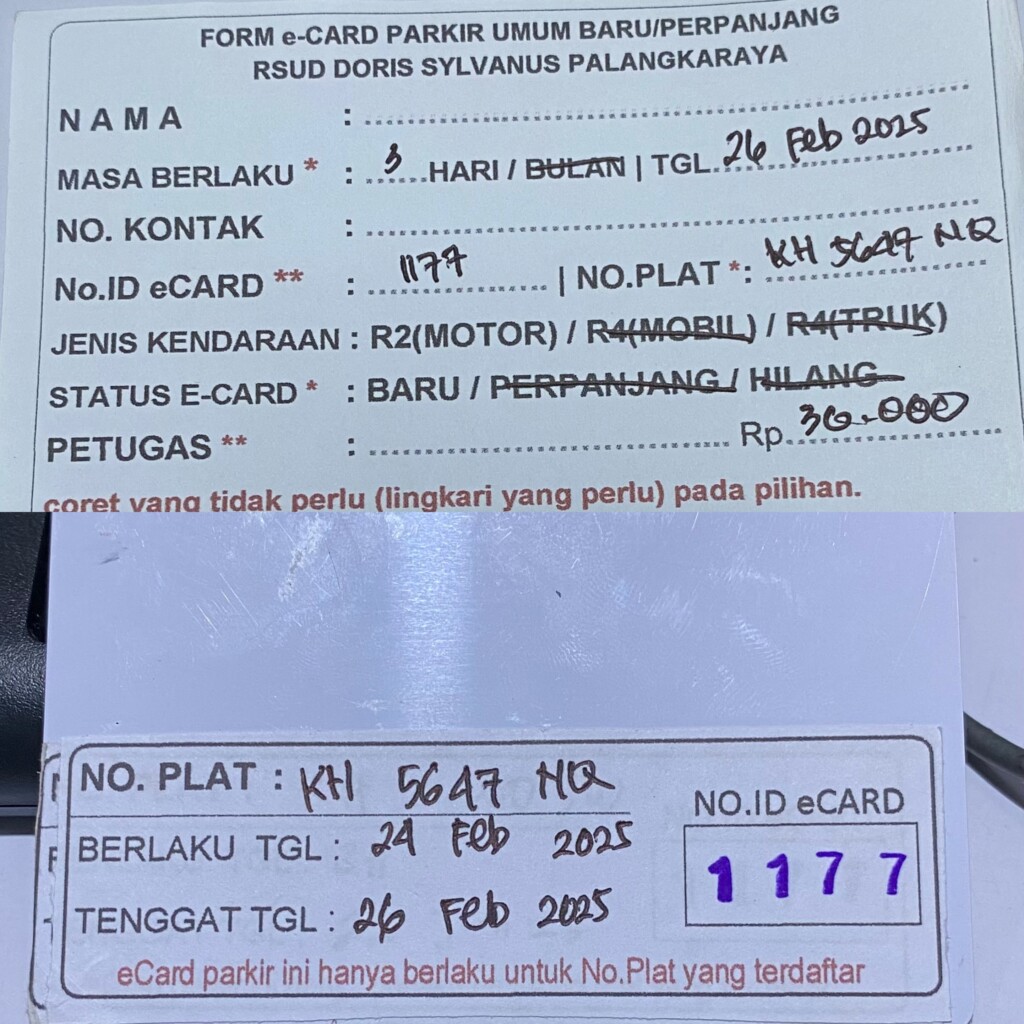 FORM e-CARD PARKIR UMUM BARU/PERPANJANG
RSUD DORIS SYLVANUS PALANGKARAYA
N A M A :
MASA BERLAKU * : 3 HARI / BULAN | TGL. 26 Feb 2025
NO. KONTAK :
No.ID eCARD ** : 1177 | NO.PLAT *: KH 5647 NQ
JENIS KENDARAAN : R2(MOTOR) / R4(MOBIL) / R4(TRUK)
STATUS E-CARD * : BARU / PERPANJANG / HILANG
PETUGAS ** : Rp. 30.000
coret yang tidak perlu (lingkari yang perlu) pada pilihan.
NO. PLAT : KH 5647 NQ
BERLAKU TGL : 24 Feb 2025
TENGGAT TGL : 26 Feb 2025
NO.ID eCARD
1177
eCard parkir ini hanya berlaku untuk No.Plat yang terdaftar